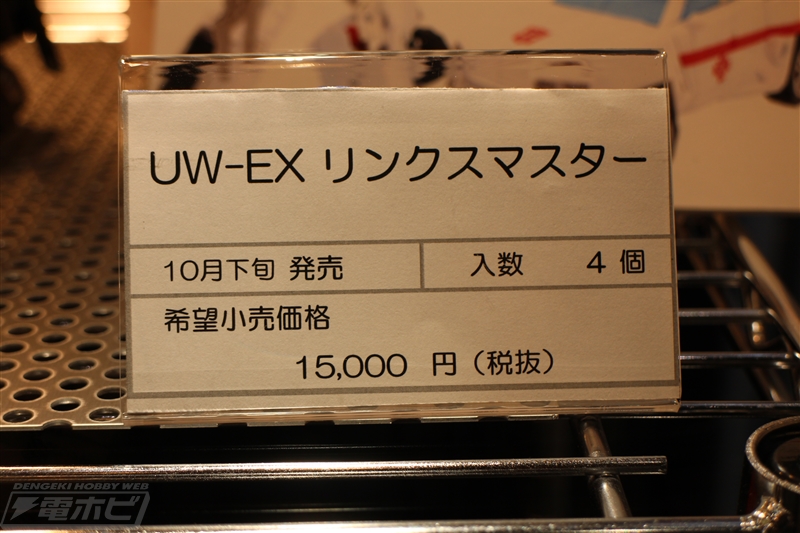 UW-EX リンクスマスター
10月下旬 発売 入数 4 個
希望小売価格
15,000 円（税抜）
DENGEKI HOBBY WEB
電ホビ